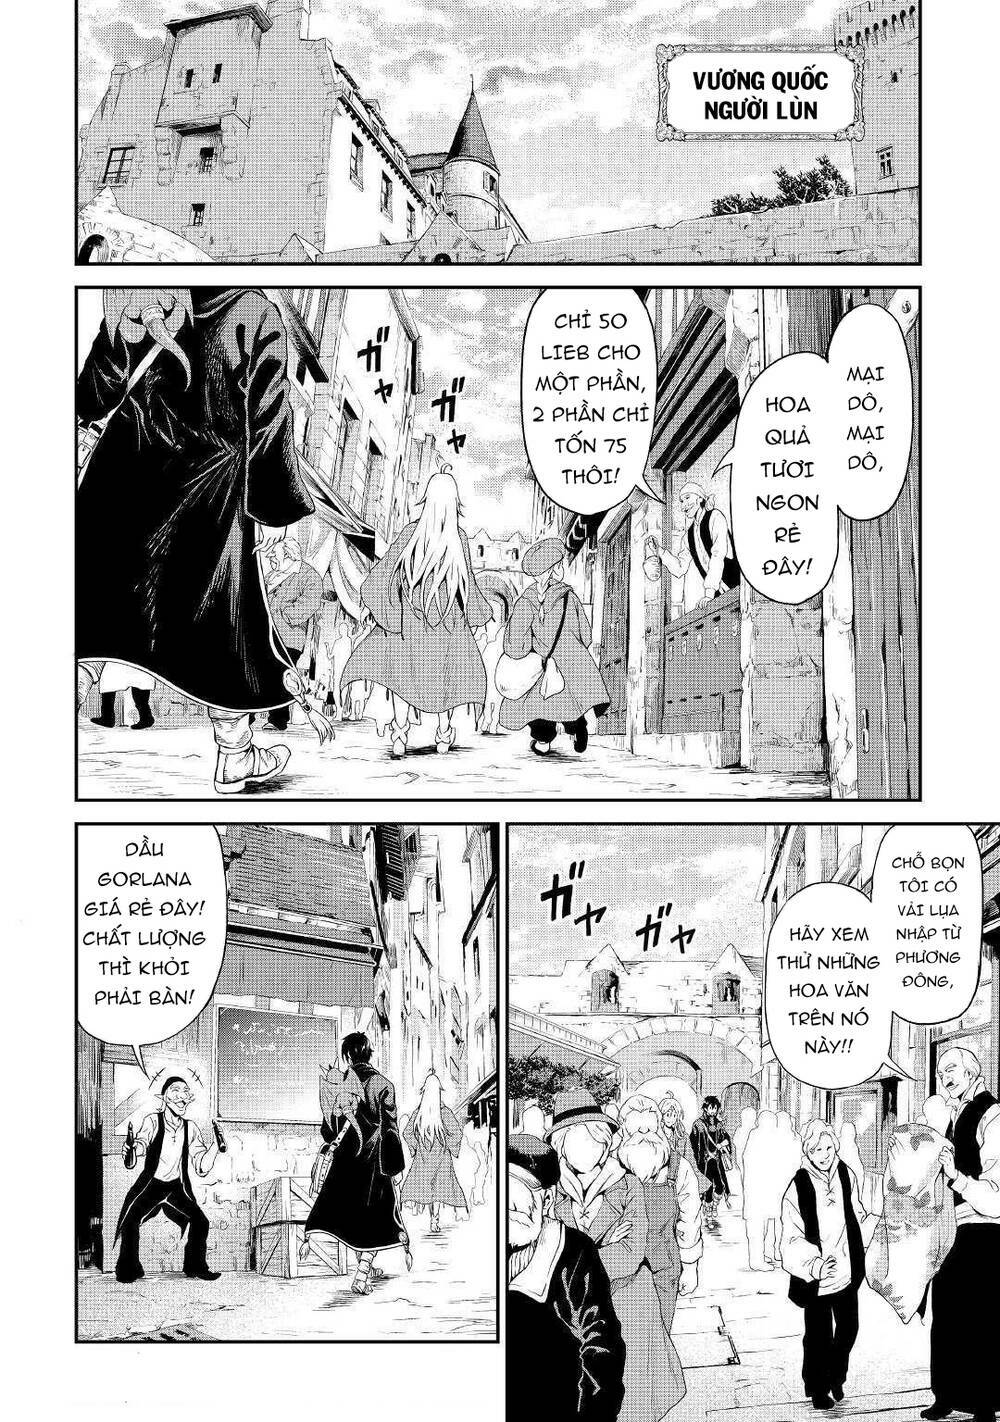 VƯƠNG QUỐC
NGƯỜI LÙN
MẠI
DÔ,
MẠI
DÔ,
HOA
QUẢ
TƯƠI
NGON
RẺ
ĐÂY!
CHỈ 50
LIEB CHO
MỘT PHẦN,
2 PHẦN CHỈ
TỐN 75
THÔI!
ガヤ
ガヤ
CHỖ BỌN
TÔI CÓ
VẢI LỤA
NHẬP TỪ
PHƯƠNG
ĐÔNG,
HÃY XEM
THỬ NHỮNG
HOA VĂN
TRÊN NÓ
NÀY!!
ガヤ
ガヤ
DẦU
GORLANA
GIÁ RẺ ĐÂY!
CHẤT LƯỢNG
THÌ KHỎI
PHẢI BÀN!